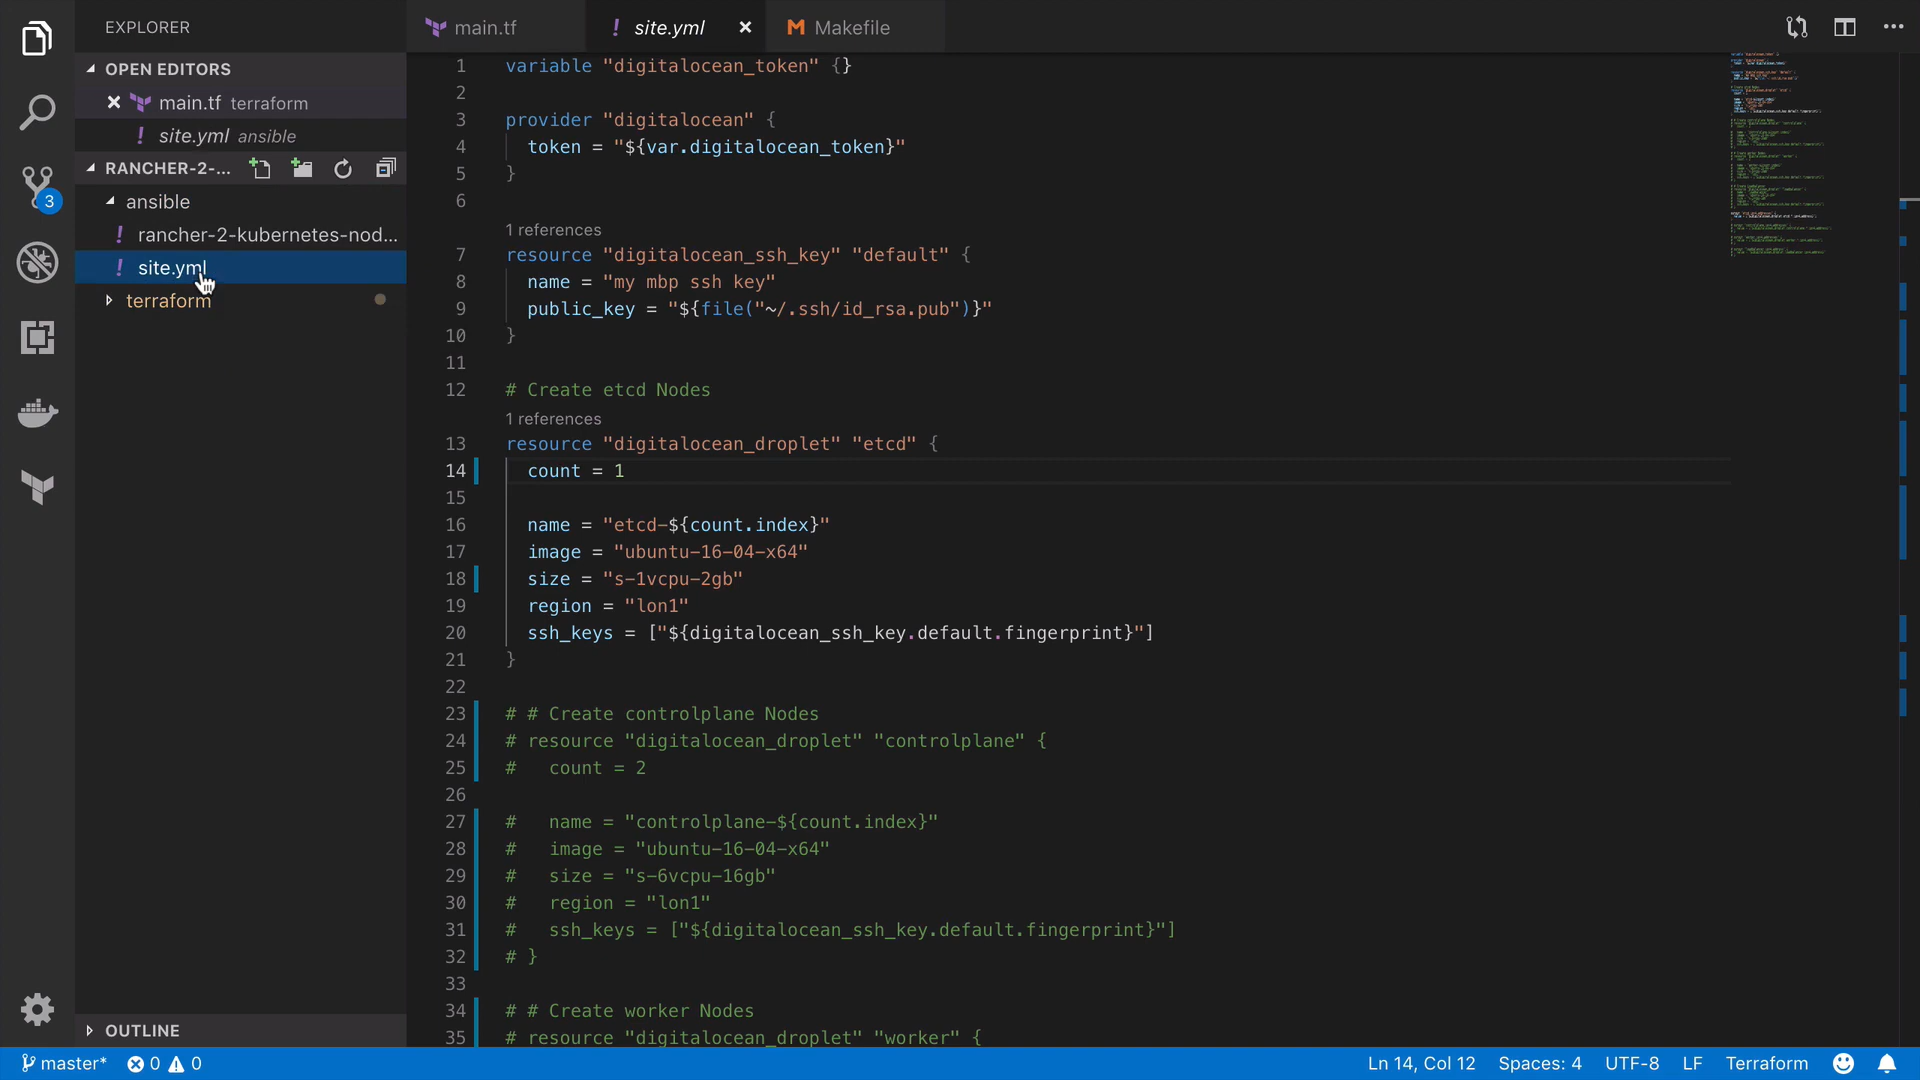 EXPLORER
OPEN EDITORS
main.tf terraform
site.yml ansible
RANCHER-2-...
ansible
rancher-2-kubernetes-nod...
site.yml
terraform
OUTLINE
3
main.tf
site.yml
Makefile
1 variable "digitalocean_token" {}
2
3 provider "digitalocean" {
4   token = "${var.digitalocean_token}"
5 }
6
1 references
7 resource "digitalocean_ssh_key" "default" {
8   name = "my mbp ssh key"
9   public_key = "${file("~/.ssh/id_rsa.pub")}"
10 }
11
12 # Create etcd Nodes
1 references
13 resource "digitalocean_droplet" "etcd" {
14   count = 1
15
16   name = "etcd-${count.index}"
17   image = "ubuntu-16-04-x64"
18   size = "s-1vcpu-2gb"
19   region = "lon1"
20   ssh_keys = ["${digitalocean_ssh_key.default.fingerprint}"]
21 }
22
23 # # Create controlplane Nodes
24 # resource "digitalocean_droplet" "controlplane" {
25 #   count = 2
26
27 #   name = "controlplane-${count.index}"
28 #   image = "ubuntu-16-04-x64"
29 #   size = "s-6vcpu-16gb"
30 #   region = "lon1"
31 #   ssh_keys = ["${digitalocean_ssh_key.default.fingerprint}"]
32 # }
33
34 # # Create worker Nodes
35 # resource "digitalocean_droplet" "worker" {
master* 0 0
Ln 14, Col 12 Spaces: 4 UTF-8 LF Terraform